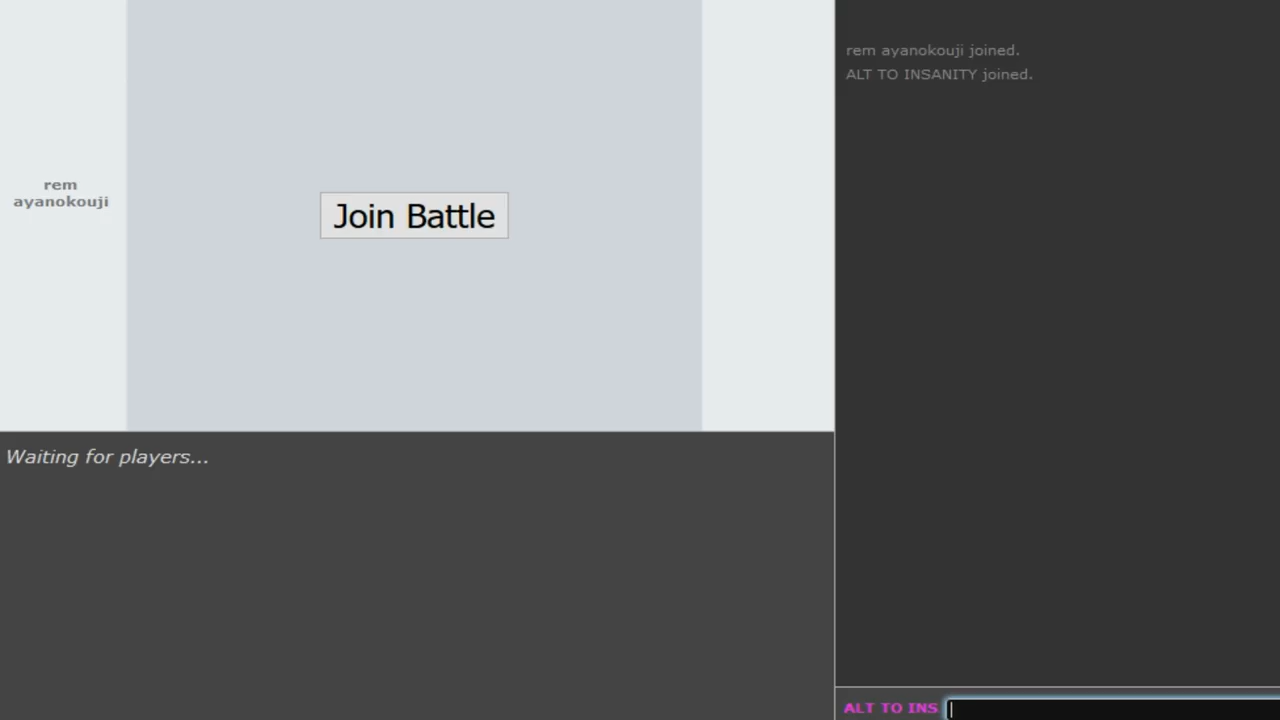 rem
ayanokouji
Join Battle
Waiting for players...
rem ayanokouji joined.
ALT TO INSANITY joined.
ALT TO INS